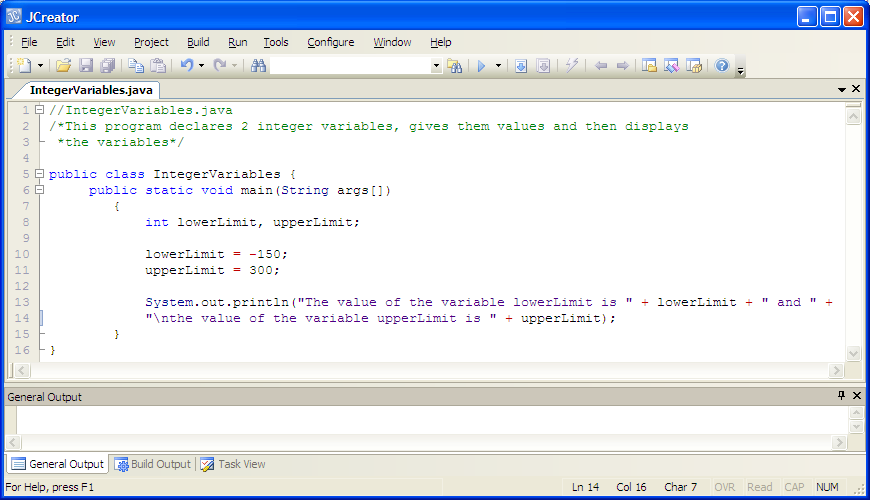 JCreator
File Edit View Project Build Run Tools Configure Window Help
IntegerVariables.java
1 //IntegerVariables.java
2 /*This program declares 2 integer variables, gives them values and then displays
3 *the variables*/
4
5 public class IntegerVariables {
6 public static void main(String args[])
7 {
8 int lowerLimit, upperLimit;
9
10 lowerLimit = -150;
11 upperLimit = 300;
12
13 System.out.println("The value of the variable lowerLimit is " + lowerLimit + " and " +
14 "\nthe value of the variable upperLimit is " + upperLimit);
15 }
16 }
General Output
General Output Build Output Task View
For Help, press F1 Ln 14 Col 16 Char 7 OVR Read CAP NUM